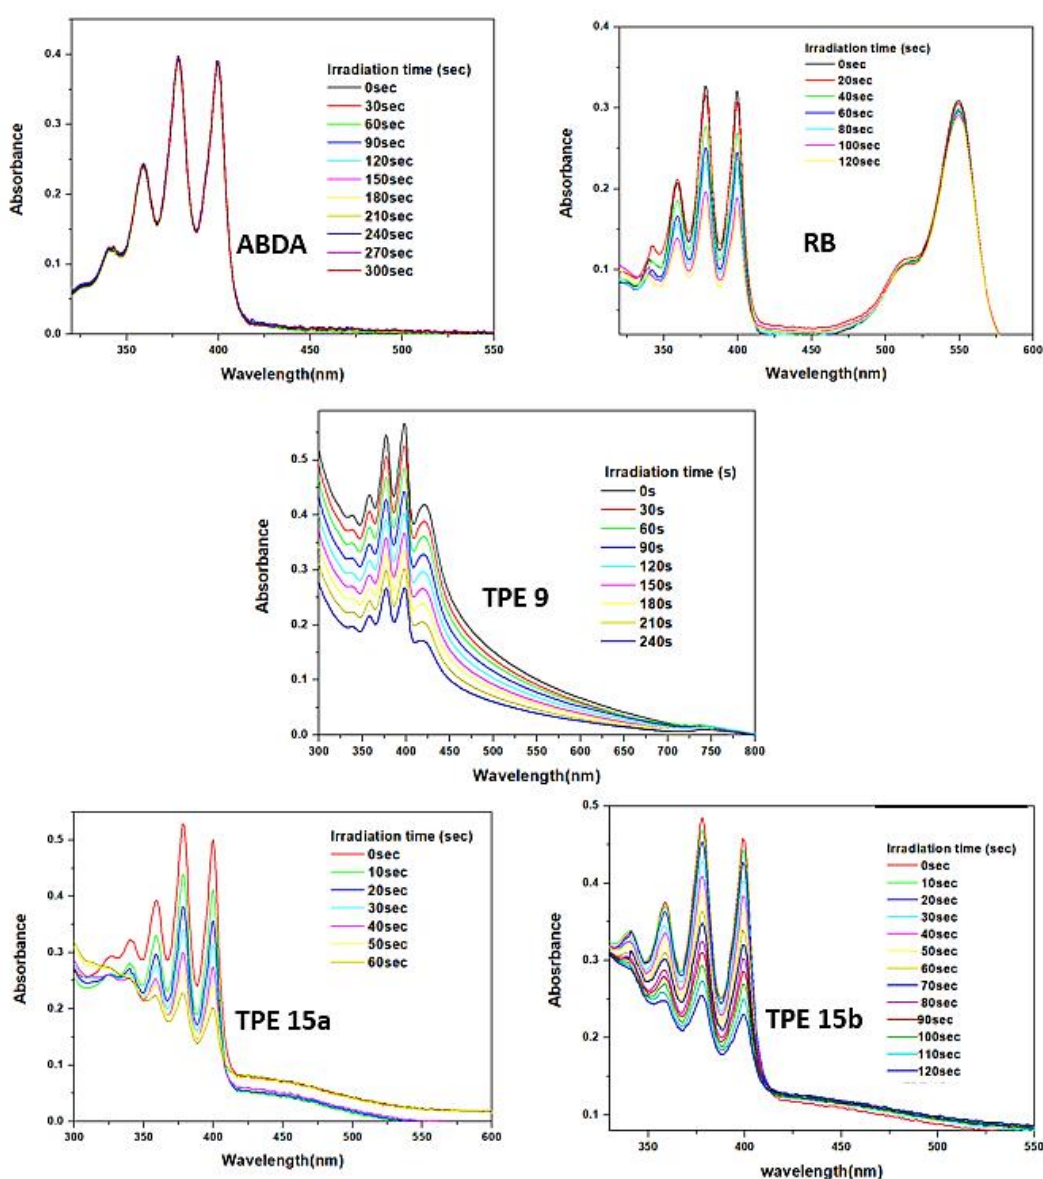 Absorbance
0.4
0.3
0.2
0.1
0.0
Irradiation time (sec)
0sec
30sec
60sec
90sec
120sec
150sec
180sec
210sec
240sec
270sec
300sec
ABDA
350
400
450
500
550
Wavelength(nm)
Absorbance
0.4
0.3
0.2
0.1
Irradiation time (sec)
0sec
20sec
40sec
60sec
80sec
100sec
120sec
RB
350
400
450
500
550
600
Wavelength(nm)
Absorbance
0.5
0.4
0.3
0.2
0.1
0.0
Irradiation time (s)
0s
30s
60s
90s
120s
150s
180s
210s
240s
TPE 9
300
350
400
450
500
550
600
650
700
750
800
Wavelength(nm)
Absorbance
0.5
0.4
0.3
0.2
0.1
0.0
Irradiation time (sec)
0sec
10sec
20sec
30sec
40sec
50sec
60sec
TPE 15a
300
400
500
600
Wavelength(nm)
Abosrbance
0.5
0.4
0.3
0.2
0.1
Irradiation time (sec)
0sec
10sec
20sec
30sec
40sec
50sec
60sec
70sec
80sec
90sec
100sec
110sec
120sec
TPE 15b
350
400
450
500
550
wavelength(nm)